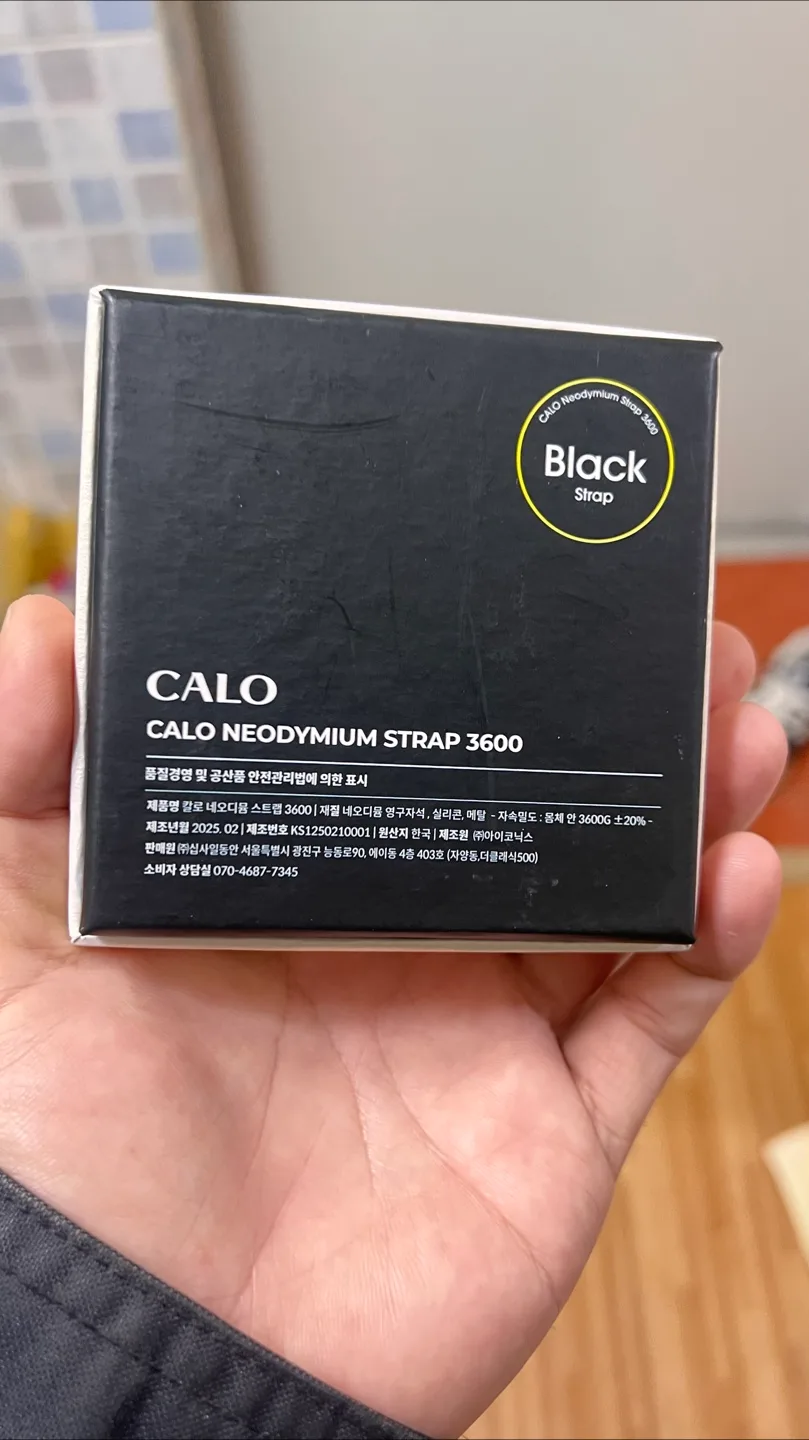 CALO Neodymium Strap 3600
Black
Strap
CALO
CALO NEODYMIUM STRAP 3600
품질경영 및 공산품 안전관리법에 의한 표시
제품명 칼로 네오디뮴 스트랩 3600 | 재질 네오디뮴 영구자석 , 실리콘, 메탈 - 자속밀도 : 몸체 안 3600G ±20% -
제조년월 2025. 02 | 제조번호 KS1250210001 | 원산지 한국 | 제조원 ㈜아이코닉스
판매원 ㈜십사일동안 서울특별시 광진구 능동로90, 에이동 4층 403호 (자양동,더클래식500)
소비자 상담실 070-4687-7345